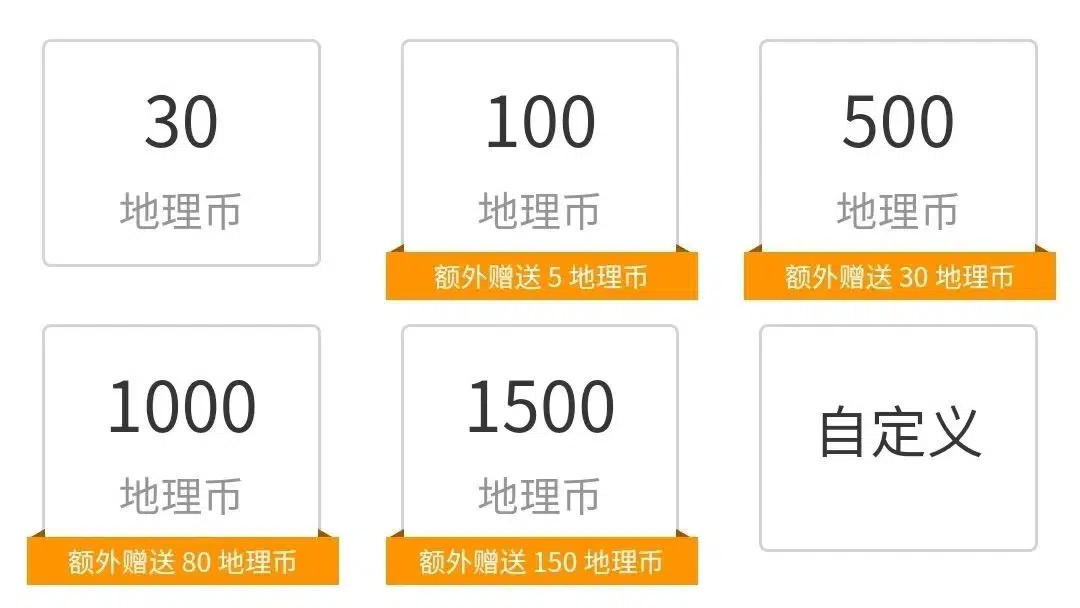 30
地理币
100
地理币
额外赠送 5 地理币
500
地理币
额外赠送 30 地理币
1000
地理币
额外赠送 80 地理币
1500
地理币
额外赠送 150 地理币
自定义